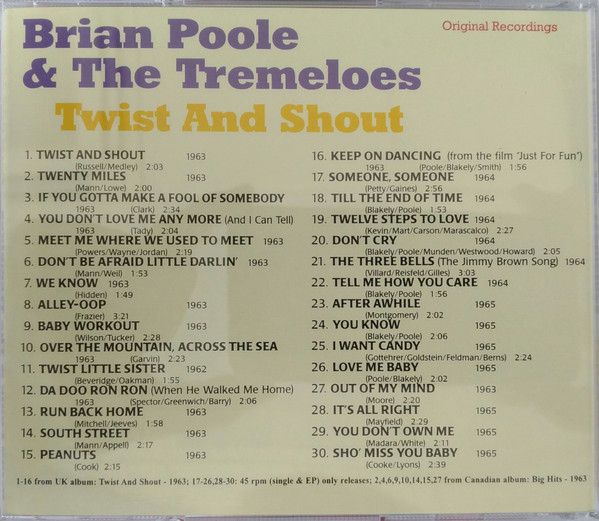 Brian Poole
& The Tremeloes
Twist And Shout
Original Recordings
1. TWIST AND SHOUT 1963
(Russell/Medley) 2:03
2. TWENTY MILES 1963
(Mann/Lowe) 2:00
3. IF YOU GOTTA MAKE A FOOL OF SOMEBODY
1963 (Clark) 2:34
4. YOU DON'T LOVE ME ANY MORE (And I Can Tell)
1963 (Tady) 2:04
5. MEET ME WHERE WE USED TO MEET 1963
(Powers/Wayne/Jordan) 2:19
6. DON'T BE AFRAID LITTLE DARLIN' 1963
(Mann/Weil) 1:53
7. WE KNOW 1963
(Hidden) 1:49
8. ALLEY-OOP 1963
(Frazier) 3:21
9. BABY WORKOUT 1963
(Wilson/Tucker) 2:28
10. OVER THE MOUNTAIN, ACROSS THE SEA
1963 (Garvin) 2:23
11. TWIST LITTLE SISTER 1962
(Beveridge/Oakman) 1:55
12. DA DOO RON RON (When He Walked Me Home)
1963 (Spector/Greenwich/Barry) 2:06
13. RUN BACK HOME 1963
(Mitchell/Jeeves) 1:58
14. SOUTH STREET 1963
(Mann/Appell) 2:17
15. PEANUTS 1963
(Cook) 2:15
16. KEEP ON DANCING (from the film "Just For Fun")
1963 (Poole/Blakely/Smith) 1:56
17. SOMEONE, SOMEONE 1964
(Petty/Gaines) 2:56
18. TILL THE END OF TIME 1964
(Blakely/Poole) 1:53
19. TWELVE STEPS TO LOVE 1964
(Kevin/Mart/Carson/Marascalco) 2:27
20. DON'T CRY 1964
(Blakely/Poole/Munden/Westwood/Howard) 2:05
21. THE THREE BELLS (The Jimmy Brown Song) 1964
(Villard/Reisfeld/Gilles) 3:03
22. TELL ME HOW YOU CARE 1964
(Blakely/Poole) 1:56
23. AFTER AWHILE 1965
(Montgomery) 2:02
24. YOU KNOW 1965
(Blakely/Poole) 2:06
25. I WANT CANDY 1965
(Gottehrer/Goldstein/Feldman/Berns) 2:24
26. LOVE ME BABY 1965
(Poole/Blakely) 2:02
27. OUT OF MY MIND 1963
(Moore) 2:20
28. IT'S ALL RIGHT 1965
(Mayfield) 2:29
29. YOU DON'T OWN ME 1965
(Madara/White) 2:11
30. SHO' MISS YOU BABY 1965
(Cooke/Lyons) 2:39
1-16 from UK album: Twist And Shout - 1963; 17-26,28-30: 45 rpm (single & EP) only releases; 2,4,6,9,10,14,15,27 from Canadian album: Big Hits - 1963